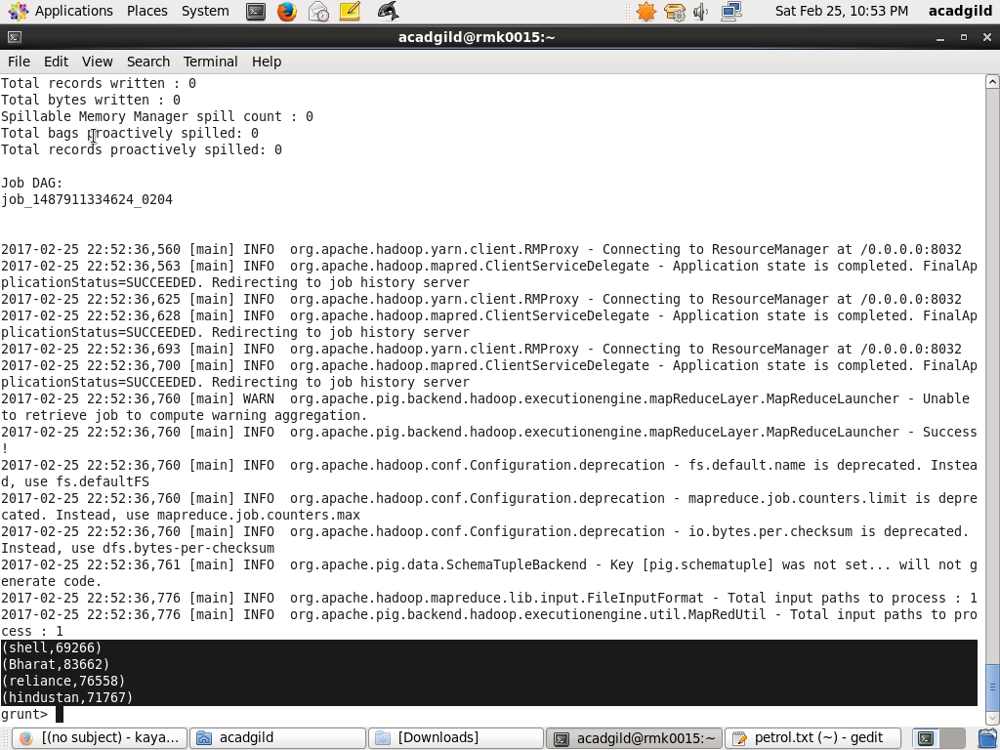 Applications Places System Sat Feb 25, 10:53 PM acadgild
acadgild@rmk0015:~
File Edit View Search Terminal Help
Total records written : 0
Total bytes written : 0
Spillable Memory Manager spill count : 0
Total bags proactively spilled: 0
Total records proactively spilled: 0
Job DAG:
job_1487911334624_0204
2017-02-25 22:52:36,560 [main] INFO  org.apache.hadoop.yarn.client.RMProxy - Connecting to ResourceManager at /0.0.0.0:8032
2017-02-25 22:52:36,563 [main] INFO  org.apache.hadoop.mapred.ClientServiceDelegate - Application state is completed. FinalAp
plicationStatus=SUCCEEDED. Redirecting to job history server
2017-02-25 22:52:36,625 [main] INFO  org.apache.hadoop.yarn.client.RMProxy - Connecting to ResourceManager at /0.0.0.0:8032
2017-02-25 22:52:36,628 [main] INFO  org.apache.hadoop.mapred.ClientServiceDelegate - Application state is completed. FinalAp
plicationStatus=SUCCEEDED. Redirecting to job history server
2017-02-25 22:52:36,693 [main] INFO  org.apache.hadoop.yarn.client.RMProxy - Connecting to ResourceManager at /0.0.0.0:8032
2017-02-25 22:52:36,700 [main] INFO  org.apache.hadoop.mapred.ClientServiceDelegate - Application state is completed. FinalAp
plicationStatus=SUCCEEDED. Redirecting to job history server
2017-02-25 22:52:36,760 [main] WARN  org.apache.pig.backend.hadoop.executionengine.mapReduceLayer.MapReduceLauncher - Unable
to retrieve job to compute warning aggregation.
2017-02-25 22:52:36,760 [main] INFO  org.apache.pig.backend.hadoop.executionengine.mapReduceLayer.MapReduceLauncher - Success
!
2017-02-25 22:52:36,760 [main] INFO  org.apache.hadoop.conf.Configuration.deprecation - fs.default.name is deprecated. Instea
d, use fs.defaultFS
2017-02-25 22:52:36,760 [main] INFO  org.apache.hadoop.conf.Configuration.deprecation - mapreduce.job.counters.limit is depre
cated. Instead, use mapreduce.job.counters.max
2017-02-25 22:52:36,760 [main] INFO  org.apache.hadoop.conf.Configuration.deprecation - io.bytes.per.checksum is deprecated.
Instead, use dfs.bytes-per-checksum
2017-02-25 22:52:36,761 [main] INFO  org.apache.pig.data.SchemaTupleBackend - Key [pig.schematuple] was not set... will not g
enerate code.
2017-02-25 22:52:36,776 [main] INFO  org.apache.hadoop.mapreduce.lib.input.FileInputFormat - Total input paths to process : 1
2017-02-25 22:52:36,776 [main] INFO  org.apache.pig.backend.hadoop.executionengine.util.MapRedUtil - Total input paths to pro
cess : 1
(shell,69266)
(Bharat,83662)
(reliance,76558)
(hindustan,71767)
grunt>
[(no subject) - kaya... acadgild [Downloads] acadgild@rmk0015:~ petrol.txt (~) - gedit